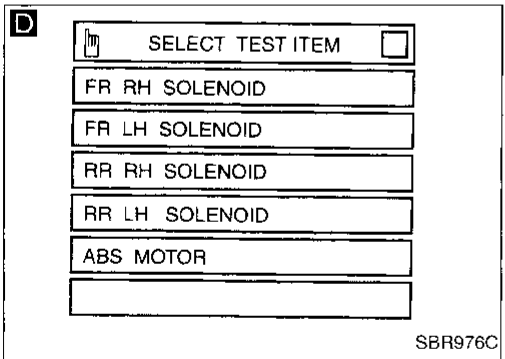 D
SELECT TEST ITEM
FR RH SOLENOID
FR LH SOLENOID
RR RH SOLENOID
RR LH SOLENOID
ABS MOTOR
SBR976C